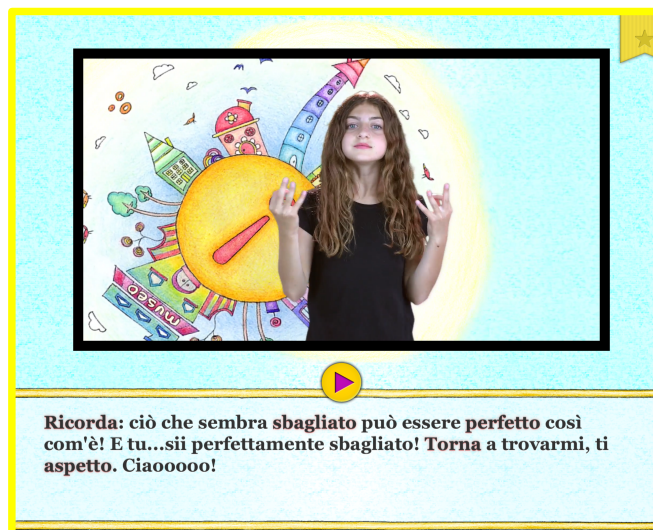 MUSEO
Ricorda: ciò che sembra sbagliato può essere perfetto così
com'è! E tu...sii perfettamente sbagliato! Torna a trovarmi, ti
aspetto. Ciaooooo!